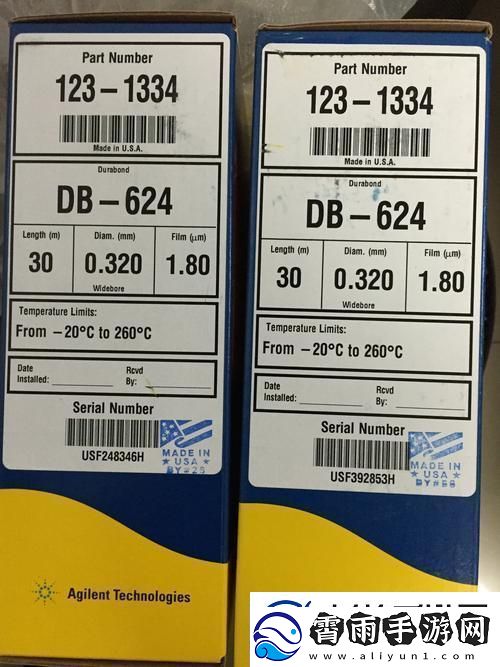 Part Number
123-1334
Made in U.S.A.
Durabond
DB-624
Length (m) Diam. (mm) Film (μm)
30 0.320 1.80
Widebore
Temperature Limits:
From -20°C to 260°C
Date Installed: Rcvd By:
Serial Number
USF248346H
MADE IN
USA
BY#28
Agilent Technologies
Part Number
123-1334
Made in U.S.A.
Durabond
DB-624
Length (m) Diam. (mm) Film (μm)
30 0.320 1.80
Widebore
Temperature Limits:
From -20°C to 260°C
Date Installed: Rcvd By:
Serial Number
USF392853H
MADE IN
USA
霄雨手游网
www.aliyun1.com